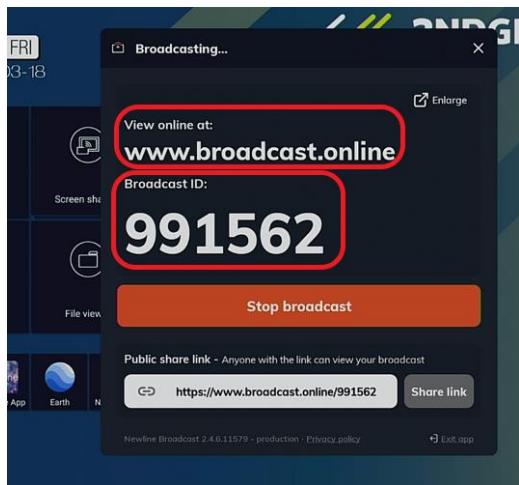 FRI
03-18
2NDGE
Broadcasting...
Enlarge
View online at:
www.broadcast.online
Broadcast ID:
991562
Screen sha
File view
Stop broadcast
Public share link - Anyone with the link can view your broadcast
https://www.broadcast.online/991562
Share link
App
Earth
N
Newline Broadcast 2.4.6.11579 - production · Privacy policy
Exit app